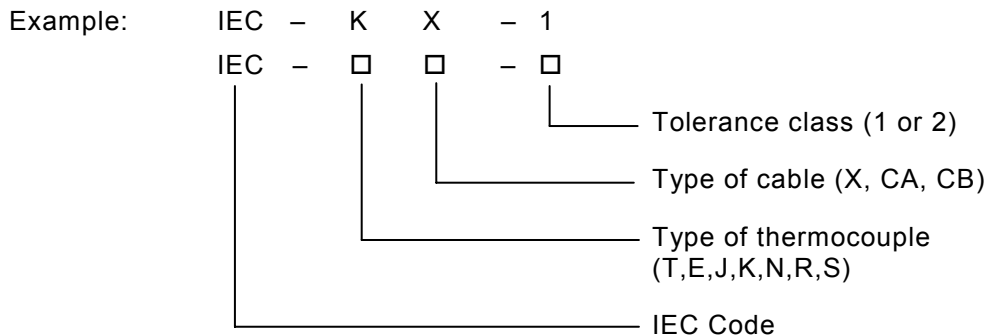 Example: IEC – K X – 1
IEC – □ □ – □
Tolerance class (1 or 2)
Type of cable (X, CA, CB)
Type of thermocouple
(T,E,J,K,N,R,S)
IEC Code